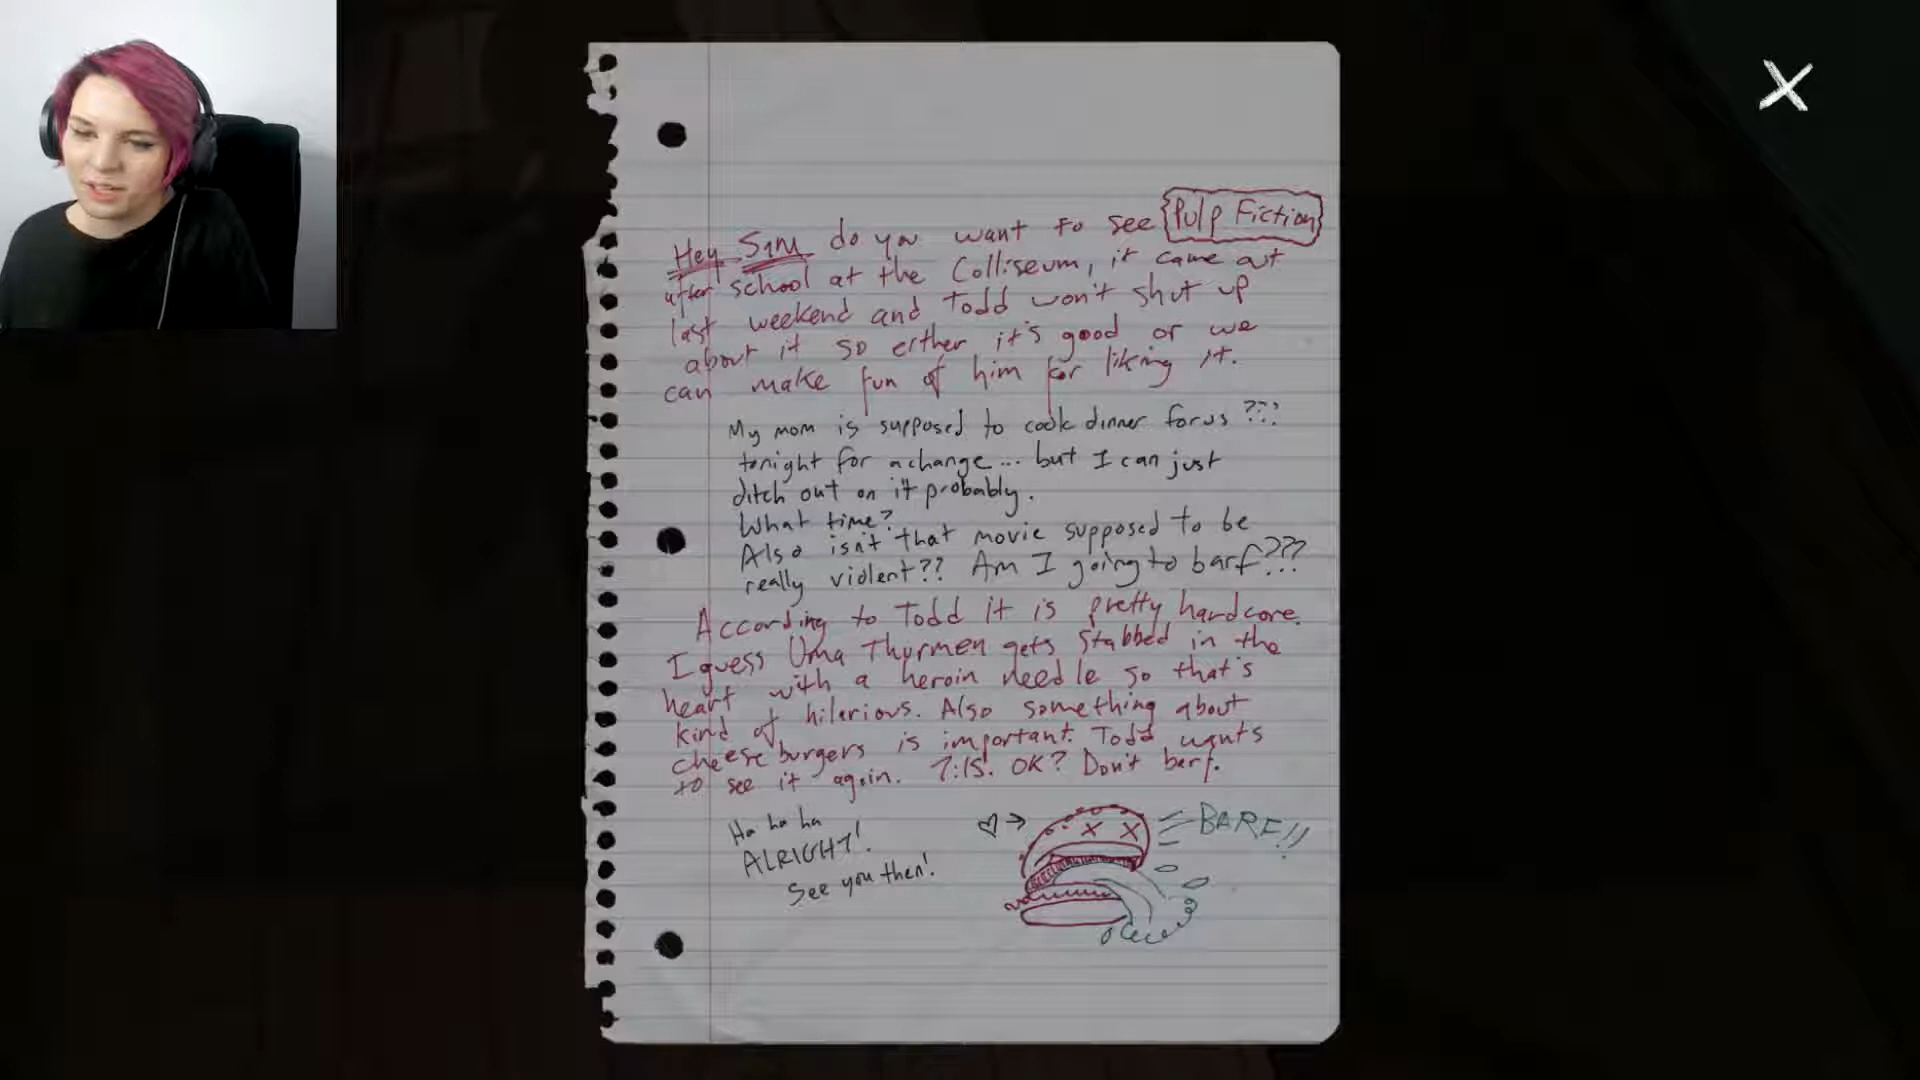 Hey SAM do you want to see Pulp Fiction
after school at the Colliseum, it came out
last weekend and Todd won't shut up
about it so either it's good or we
can make fun of him for liking it.
My mom is supposed to cook dinner for us ???
tonight for a change... but I can just
ditch out on it probably.
What time?
Also isn't that movie supposed to be
really violent?? Am I going to barf???
According to Todd it is pretty hardcore.
I guess Uma Thurmen gets stabbed in the
heart with a heroin needle so that's
kind of hilarious. Also something about
cheeseburgers is important. Todd wants
to see it again. 7:15. OK? Don't barf.
Ha ha ha
ALRIGHT!
See you then!
BARF!!